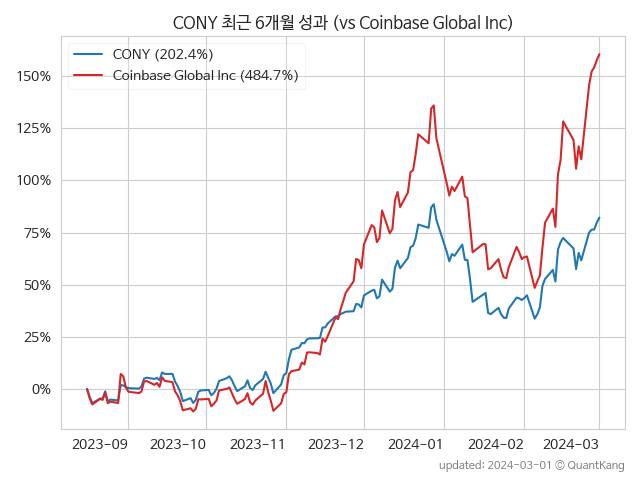 CONY 최근 6개월 성과 (vs Coinbase Global Inc)
CONY (202.4%)
Coinbase Global Inc (484.7%)
150%
125%
100%
75%
50%
25%
0%
2023-09 2023-10 2023-11 2023-12 2024-01 2024-02 2024-03
updated: 2024-03-01 © QuantKang